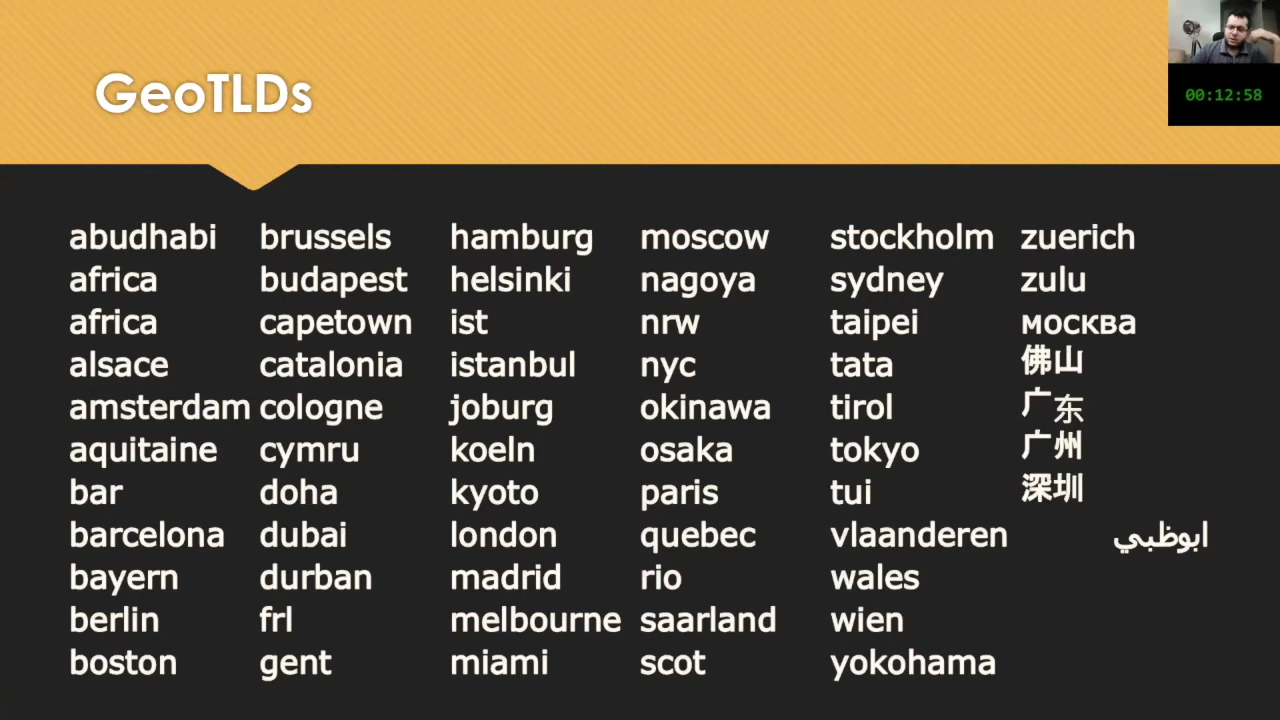 GeoTLDs
00:12:58
abudhabi
africa
africa
alsace
amsterdam
aquitaine
bar
barcelona
bayern
berlin
boston
brussels
budapest
capetown
catalonia
cologne
cymru
doha
dubai
durban
frl
gent
hamburg
helsinki
ist
istanbul
joburg
koeln
kyoto
london
madrid
melbourne
miami
moscow
nagoya
nrw
nyc
okinawa
osaka
paris
quebec
rio
saarland
scot
stockholm
sydney
taipei
tata
tirol
tokyo
tui
vlaanderen
wales
wien
yokohama
zuerich
zulu
москва
佛山
广东
广州
深圳
ابوظبي